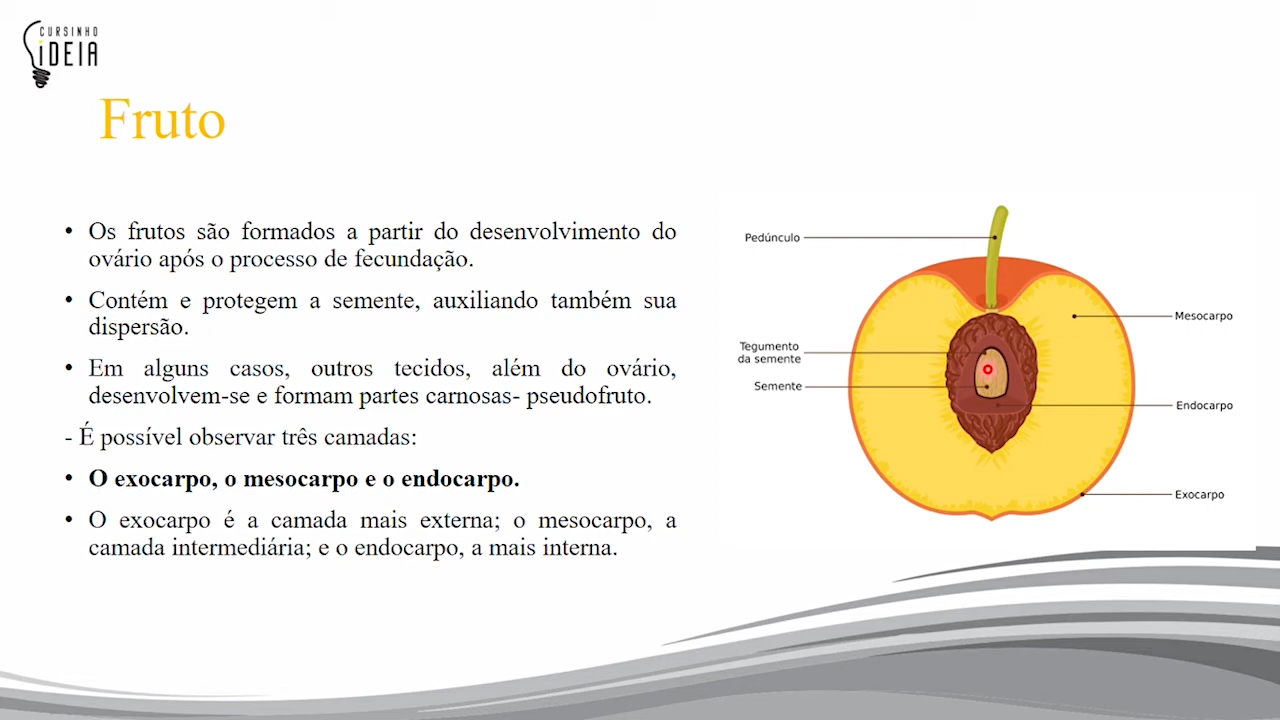 CURSINHO
iDEIA
Fruto
• Os frutos são formados a partir do desenvolvimento do
ovário após o processo de fecundação.
• Contém e protegem a semente, auxiliando também sua
dispersão.
• Em alguns casos, outros tecidos, além do ovário,
desenvolvem-se e formam partes carnosas- pseudofruto.
- É possível observar três camadas:
• O exocarpo, o mesocarpo e o endocarpo.
• O exocarpo é a camada mais externa; o mesocarpo, a
camada intermediária; e o endocarpo, a mais interna.
Pedúnculo
Mesocarpo
Tegumento
da semente
Semente
Endocarpo
Exocarpo